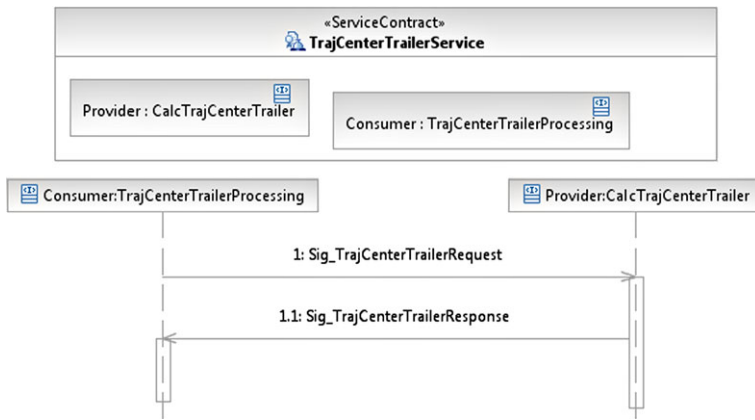 «ServiceContract»
TrajCenterTrailerService
Provider : CalcTrajCenterTrailer
Consumer : TrajCenterTrailerProcessing
Consumer:TrajCenterTrailerProcessing
Provider:CalcTrajCenterTrailer
1: Sig_TrajCenterTrailerRequest
1.1: Sig_TrajCenterTrailerResponse